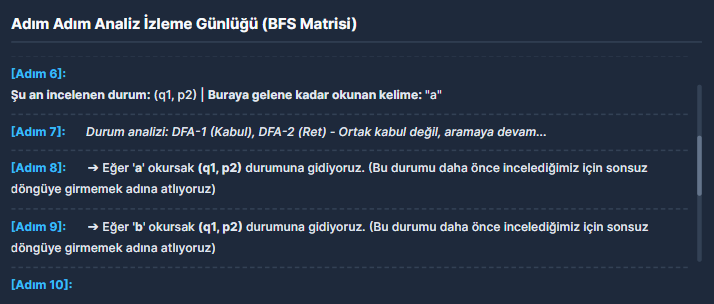 Adım Adım Analiz İzleme Günlüğü (BFS Matrisi)
[Adım 6]:
Şu an incelenen durum: (q1, p2) | Buraya gelene kadar okunan kelime: "a"
[Adım 7]: Durum analizi: DFA-1 (Kabul), DFA-2 (Ret) - Ortak kabul değil, aramaya devam...
[Adım 8]: ➔ Eğer 'a' okursak (q1, p2) durumuna gidiyoruz. (Bu durumu daha önce incelediğimiz için sonsuz
döngüye girmemek adına atlıyoruz)
[Adım 9]: ➔ Eğer 'b' okursak (q1, p2) durumuna gidiyoruz. (Bu durumu daha önce incelediğimiz için sonsuz
döngüye girmemek adına atlıyoruz)
[Adım 10]: